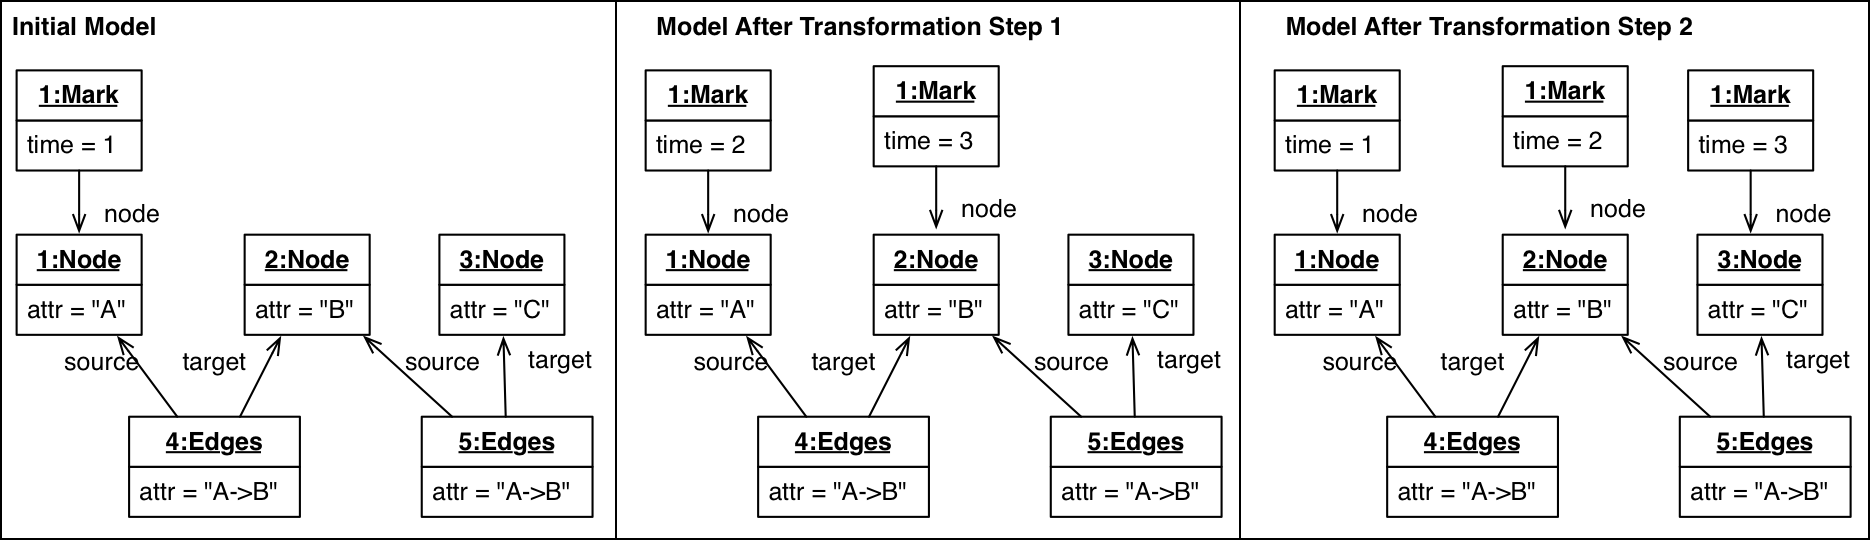 Initial Model
1:Mark
time = 1
node
1:Node
attr = "A"
2:Node
attr = "B"
3:Node
attr = "C"
source
target
source
target
4:Edges
attr = "A->B"
5:Edges
attr = "A->B"
Model After Transformation Step 1
1:Mark
time = 2
node
1:Mark
time = 3
node
1:Node
attr = "A"
2:Node
attr = "B"
3:Node
attr = "C"
source
target
source
target
4:Edges
attr = "A->B"
5:Edges
attr = "A->B"
Model After Transformation Step 2
1:Mark
time = 1
node
1:Mark
time = 2
node
1:Mark
time = 3
node
1:Node
attr = "A"
2:Node
attr = "B"
3:Node
attr = "C"
source
target
source
target
4:Edges
attr = "A->B"
5:Edges
attr = "A->B"